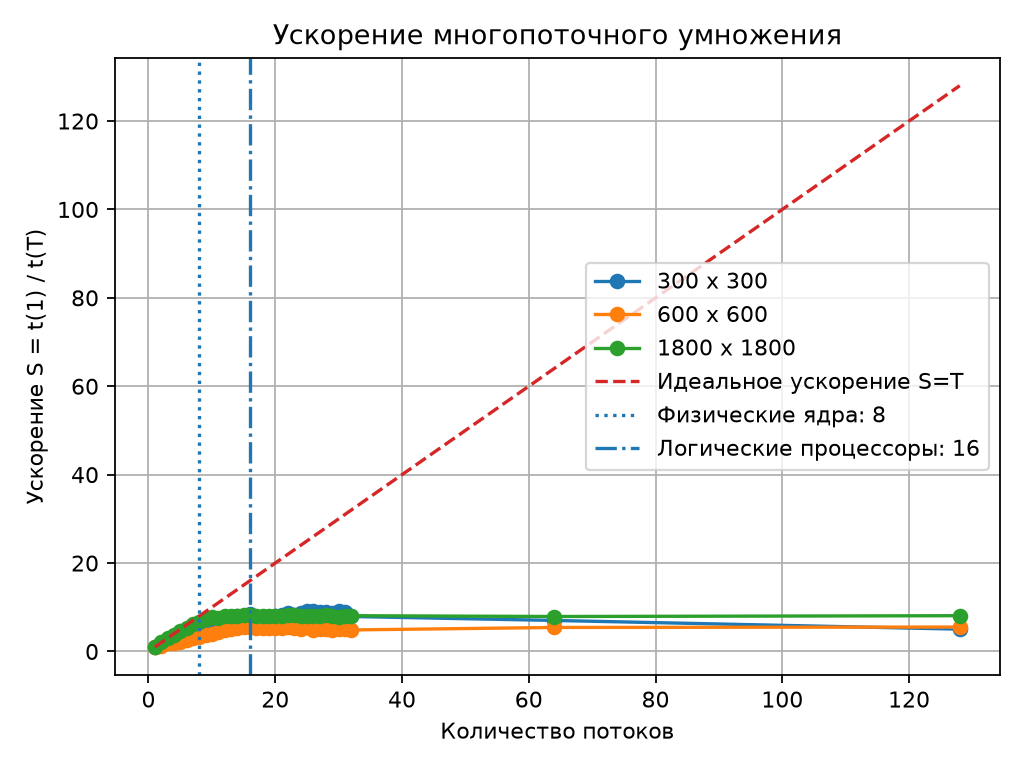 Ускорение многопоточного умножения
Ускорение S = t(1) / t(T)
120
100
80
60
40
20
0
300 x 300
600 x 600
1800 x 1800
Идеальное ускорение S=T
Физические ядра: 8
Логические процессоры: 16
0 20 40 60 80 100 120
Количество потоков